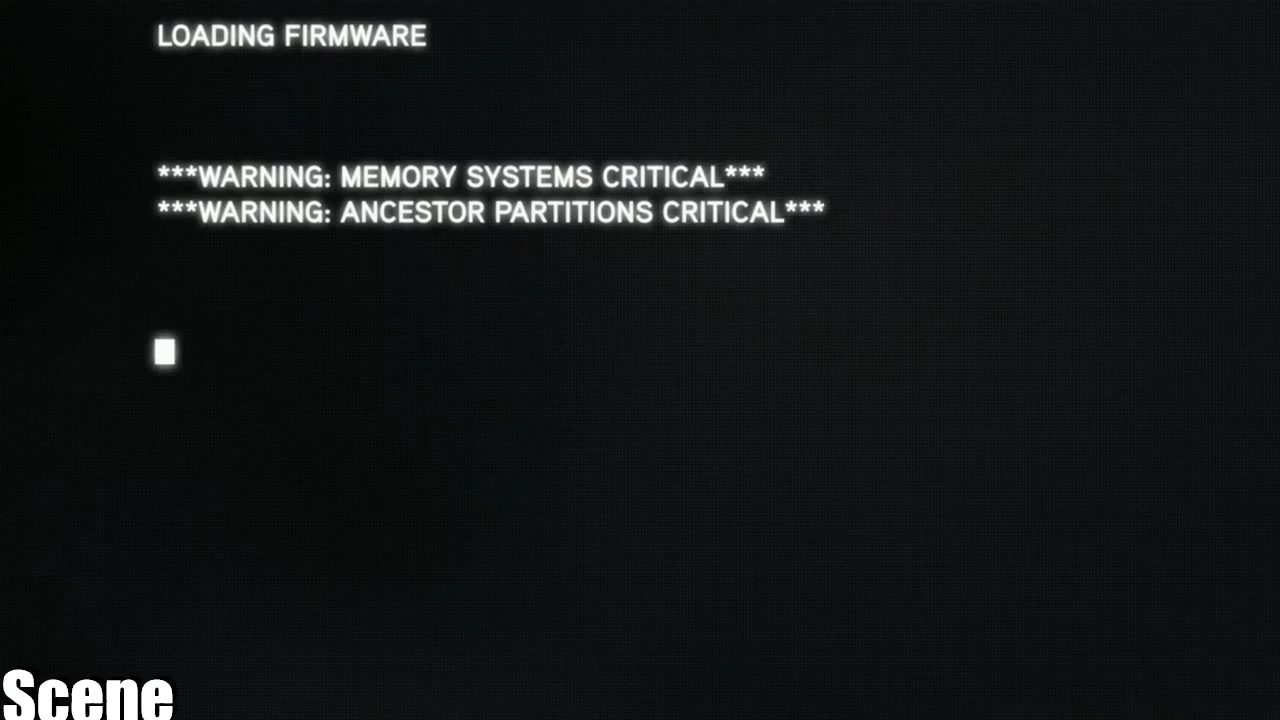 LOADING FIRMWARE
***WARNING: MEMORY SYSTEMS CRITICAL***
***WARNING: ANCESTOR PARTITIONS CRITICAL***
Scene